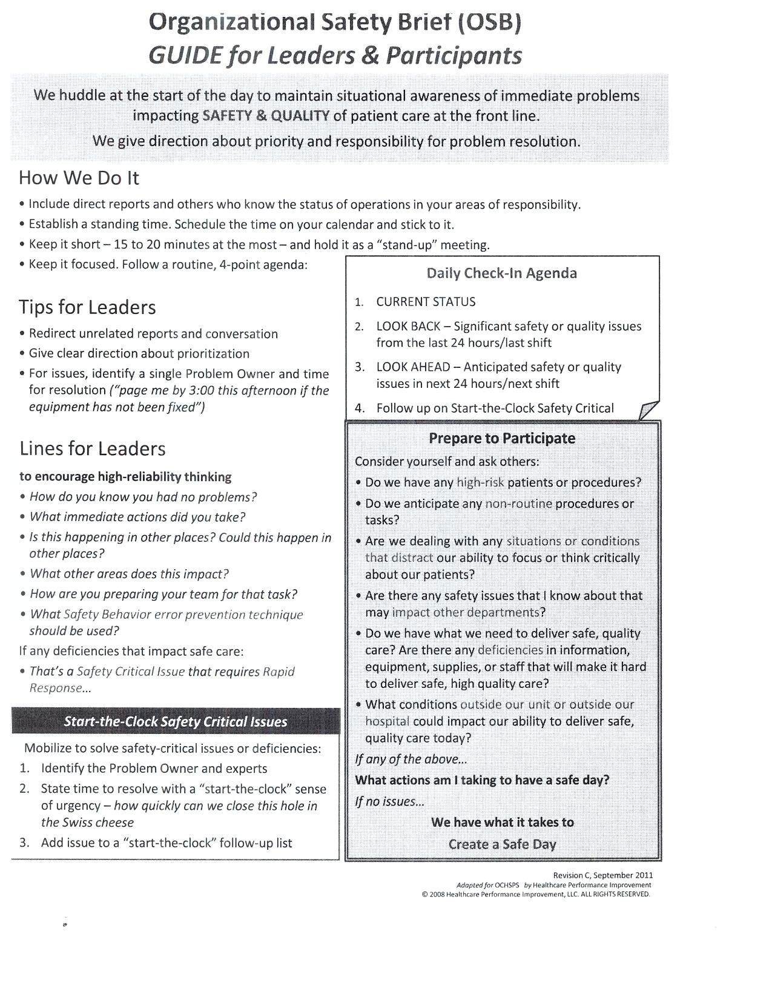 Organizational Safety Brief (OSB)
GUIDE for Leaders & Participants
We huddle at the start of the day to maintain situational awareness of immediate problems
impacting SAFETY & QUALITY of patient care at the front line.
We give direction about priority and responsibility for problem resolution.
How We Do It
• Include direct reports and others who know the status of operations in your areas of responsibility.
• Establish a standing time. Schedule the time on your calendar and stick to it.
• Keep it short – 15 to 20 minutes at the most – and hold it as a “stand-up” meeting.
• Keep it focused. Follow a routine, 4-point agenda:
Daily Check-In Agenda
1. CURRENT STATUS
2. LOOK BACK – Significant safety or quality issues
from the last 24 hours/last shift
3. LOOK AHEAD – Anticipated safety or quality
issues in next 24 hours/next shift
4. Follow up on Start-the-Clock Safety Critical
Tips for Leaders
• Redirect unrelated reports and conversation
• Give clear direction about prioritization
• For issues, identify a single Problem Owner and time
for resolution (“page me by 3:00 this afternoon if the
equipment has not been fixed”)
Lines for Leaders
to encourage high-reliability thinking
• How do you know you had no problems?
• What immediate actions did you take?
• Is this happening in other places? Could this happen in
other places?
• What other areas does this impact?
• How are you preparing your team for that task?
• What Safety Behavior error prevention technique
should be used?
If any deficiencies that impact safe care:
• That’s a Safety Critical Issue that requires Rapid
Response...
Start-the-Clock Safety Critical Issues
Mobilize to solve safety-critical issues or deficiencies:
1. Identify the Problem Owner and experts
2. State time to resolve with a “start-the-clock” sense
of urgency – how quickly can we close this hole in
the Swiss cheese
3. Add issue to a “start-the-clock” follow-up list
Prepare to Participate
Consider yourself and ask others:
• Do we have any high-risk patients or procedures?
• Do we anticipate any non-routine procedures or
tasks?
• Are we dealing with any situations or conditions
that distract our ability to focus or think critically
about our patients?
• Are there any safety issues that I know about that
may impact other departments?
• Do we have what we need to deliver safe, quality
care? Are there any deficiencies in information,
equipment, supplies, or staff that will make it hard
to deliver safe, high quality care?
• What conditions outside our unit or outside our
hospital could impact our ability to deliver safe,
quality care today?
If any of the above...
What actions am I taking to have a safe day?
If no issues...
We have what it takes to
Create a Safe Day
Revision C, September 2011
Adapted for OCHSPS by Healthcare Performance Improvement
© 2008 Healthcare Performance Improvement, LLC. ALL RIGHTS RESERVED.